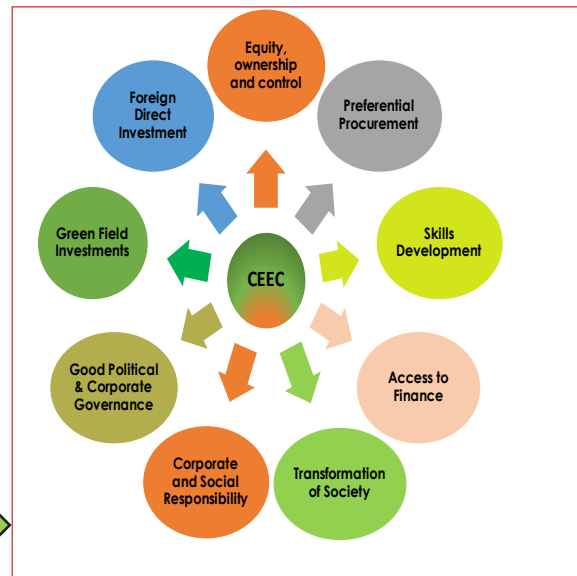 Equity,
ownership
and control
Preferential
Procurement
Skills
Development
Access to
Finance
Transformation
of Society
Corporate
and Social
Responsibility
Good Political
& Corporate
Governance
Green Field
Investments
Foreign
Direct
Investment
CEEC